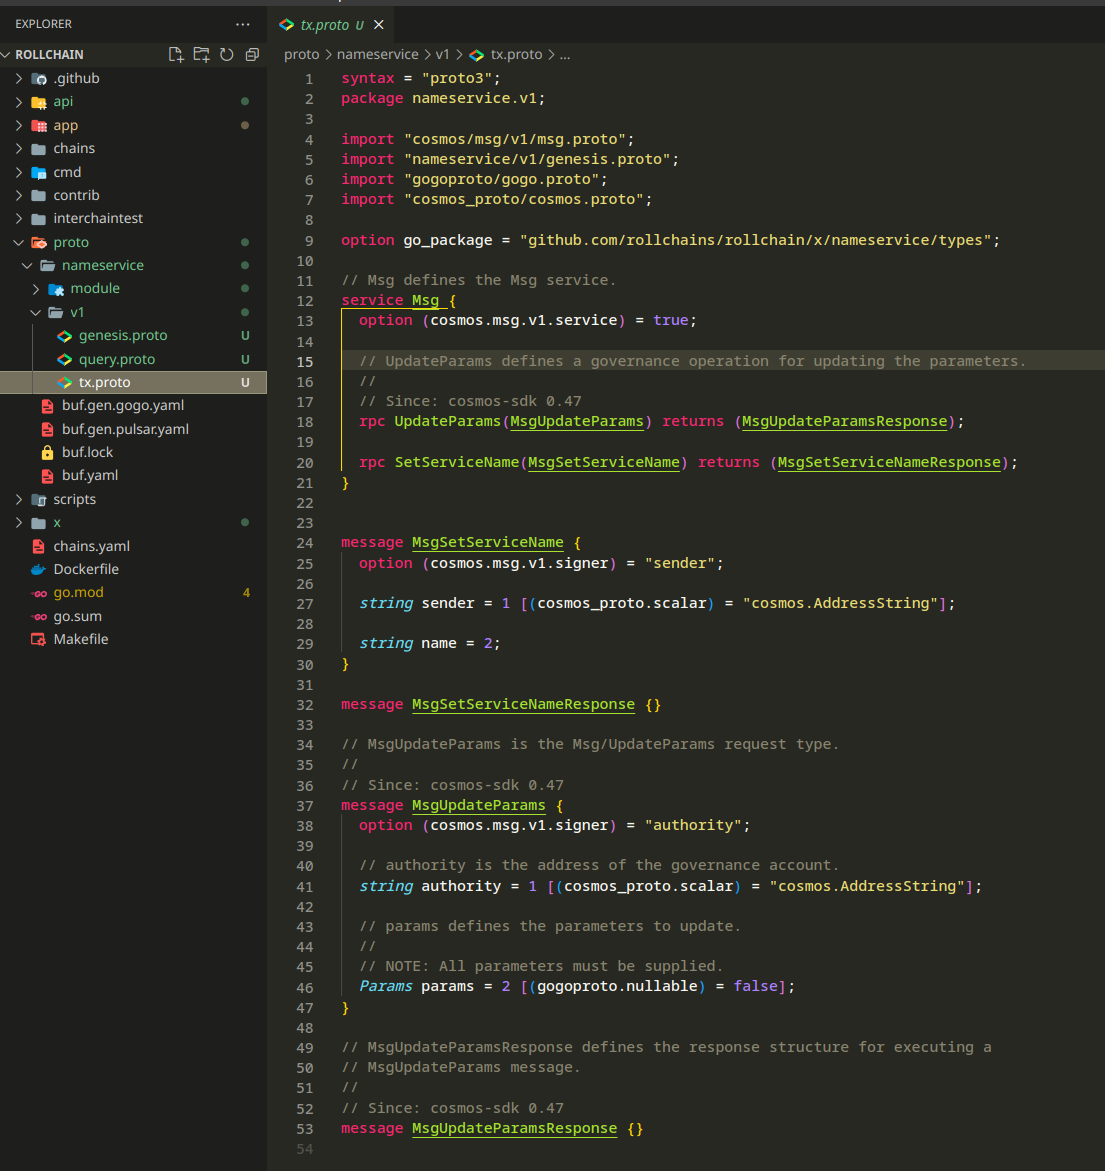 EXPLORER
ROLLCHAIN
.github
api
app
chains
cmd
contrib
interchaintest
proto
nameservice
module
v1
genesis.proto U
query.proto U
tx.proto U
buf.gen.gogo.yaml
buf.gen.pulsar.yaml
buf.lock
buf.yaml
scripts
x
chains.yaml
Dockerfile
go.mod 4
go.sum
Makefile
tx.proto U
proto > nameservice > v1 > tx.proto > ...
1 syntax = "proto3";
2 package nameservice.v1;
3
4 import "cosmos/msg/v1/msg.proto";
5 import "nameservice/v1/genesis.proto";
6 import "gogoproto/gogo.proto";
7 import "cosmos_proto/cosmos.proto";
8
9 option go_package = "github.com/rollchains/rollchain/x/nameservice/types";
10
11 // Msg defines the Msg service.
12 service Msg {
13 option (cosmos.msg.v1.service) = true;
14
15 // UpdateParams defines a governance operation for updating the parameters.
16 //
17 // Since: cosmos-sdk 0.47
18 rpc UpdateParams(MsgUpdateParams) returns (MsgUpdateParamsResponse);
19
20 rpc SetServiceName(MsgSetServiceName) returns (MsgSetServiceNameResponse);
21 }
22
23
24 message MsgSetServiceName {
25 option (cosmos.msg.v1.signer) = "sender";
26
27 string sender = 1 [(cosmos_proto.scalar) = "cosmos.AddressString"];
28
29 string name = 2;
30 }
31
32 message MsgSetServiceNameResponse {}
33
34 // MsgUpdateParams is the Msg/UpdateParams request type.
35 //
36 // Since: cosmos-sdk 0.47
37 message MsgUpdateParams {
38 option (cosmos.msg.v1.signer) = "authority";
39
40 // authority is the address of the governance account.
41 string authority = 1 [(cosmos_proto.scalar) = "cosmos.AddressString"];
42
43 // params defines the parameters to update.
44 //
45 // NOTE: All parameters must be supplied.
46 Params params = 2 [(gogoproto.nullable) = false];
47 }
48
49 // MsgUpdateParamsResponse defines the response structure for executing a
50 // MsgUpdateParams message.
51 //
52 // Since: cosmos-sdk 0.47
53 message MsgUpdateParamsResponse {}
54